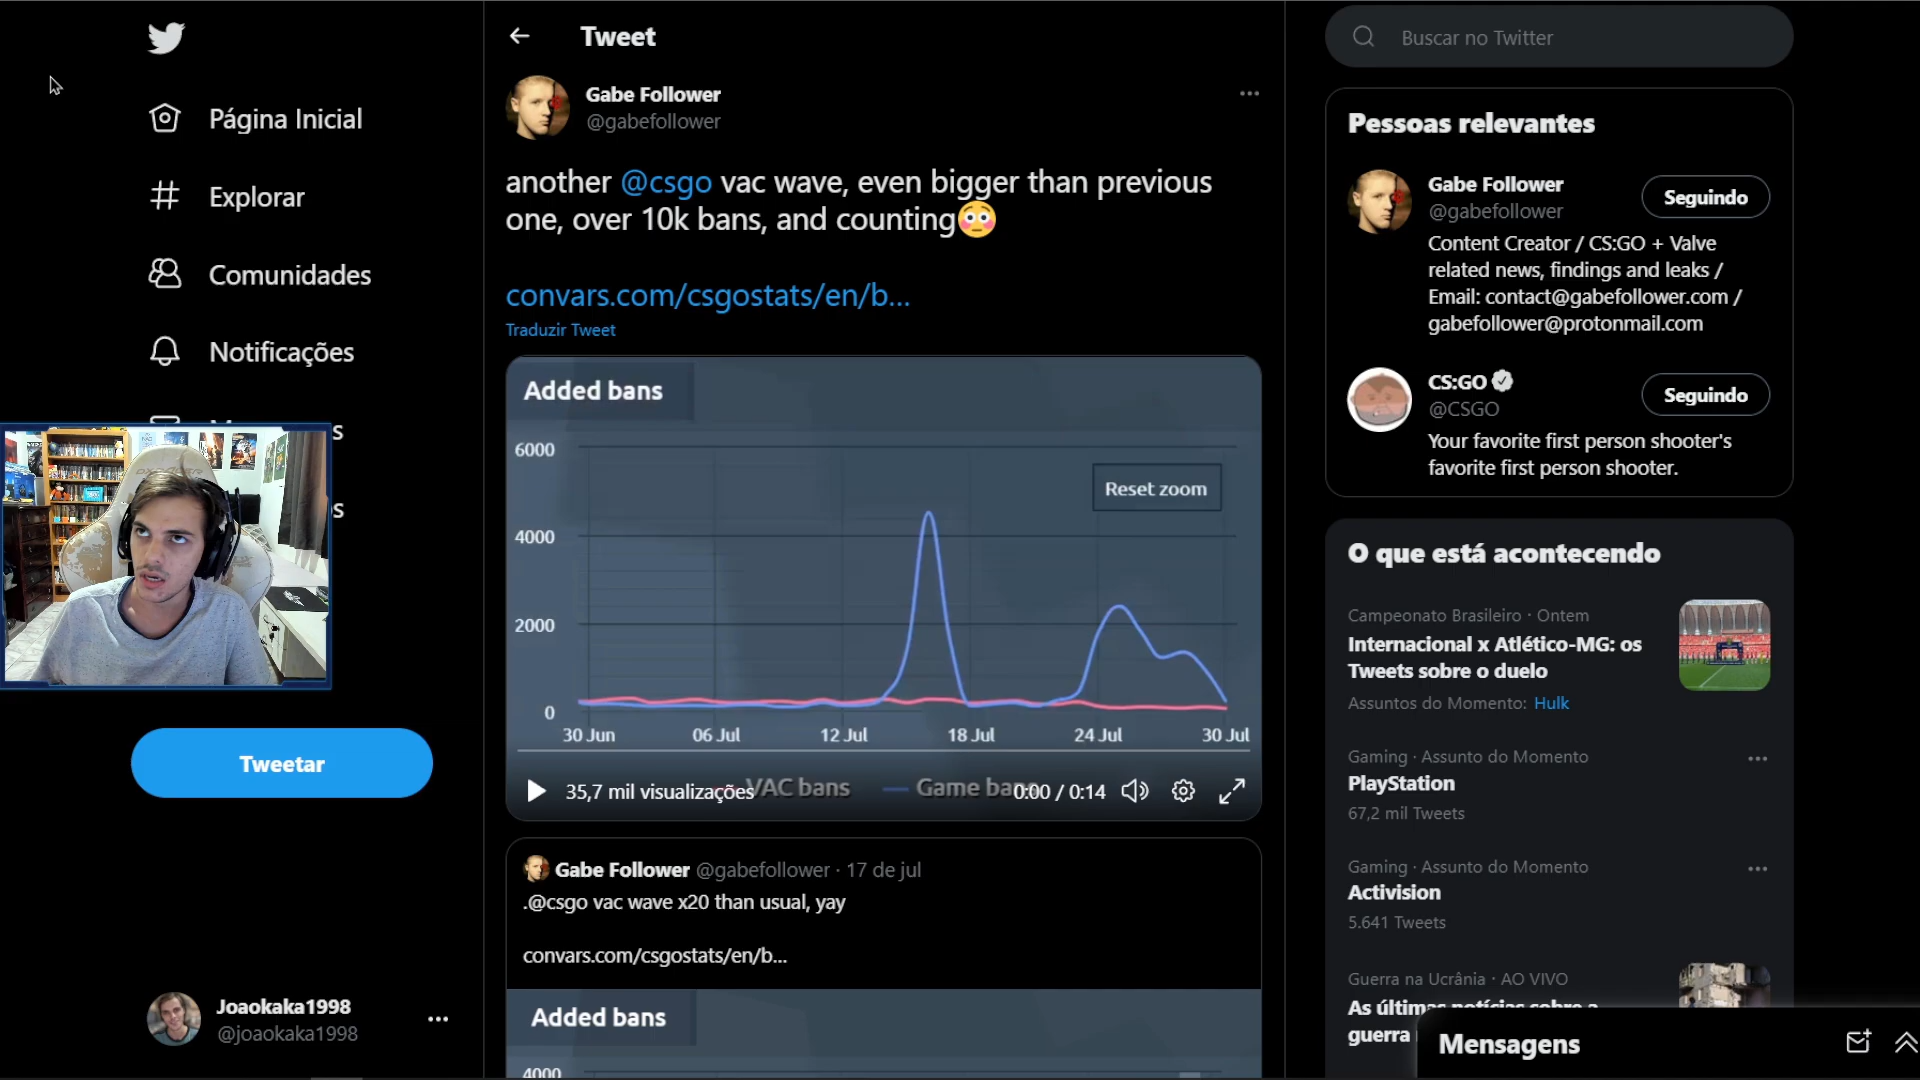 Página Inicial
Explorar
Comunidades
Notificações
Tweetar
Joaokaka1998
@joaokaka1998
Tweet
Gabe Follower
@gabefollower
another @csgo vac wave, even bigger than previous
one, over 10k bans, and counting😳
convars.com/csgostats/en/b...
Traduzir Tweet
Added bans
Reset zoom
6000
4000
2000
0
30 Jun 06 Jul 12 Jul 18 Jul 24 Jul 30 Jul
35,7 mil visualizações
VAC bans
Game bans
0:00 / 0:14
Gabe Follower @gabefollower · 17 de jul
.@csgo vac wave x20 than usual, yay
convars.com/csgostats/en/b...
Added bans
4000
Buscar no Twitter
Pessoas relevantes
Gabe Follower
@gabefollower
Seguindo
Content Creator / CS:GO + Valve
related news, findings and leaks /
Email: contact@gabefollower.com /
gabefollower@protonmail.com
CS:GO
@CSGO
Seguindo
Your favorite first person shooter's
favorite first person shooter.
O que está acontecendo
Campeonato Brasileiro · Ontem
Internacional x Atlético-MG: os
Tweets sobre o duelo
Assuntos do Momento: Hulk
Gaming · Assunto do Momento
PlayStation
67,2 mil Tweets
Gaming · Assunto do Momento
Activision
5.641 Tweets
Guerra na Ucrânia · AO VIVO
As últimas notícias sobre a
guerra
Mensagens